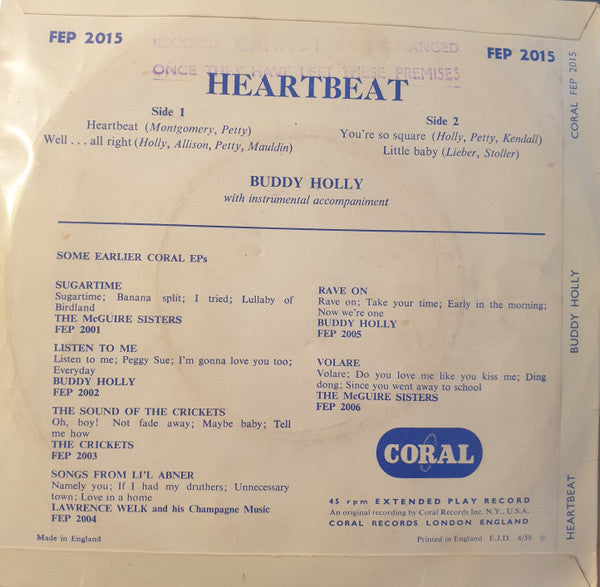 FEP 2015
FEP 2015
RECORDS CANNOT BE EXCHANGED
ONCE THEY HAVE LEFT THESE PREMISES
HEARTBEAT
Side 1
Heartbeat (Montgomery, Petty)
Well . . . all right (Holly, Allison, Petty, Mauldin)
Side 2
You're so square (Holly, Petty, Kendall)
Little baby (Lieber, Stoller)
BUDDY HOLLY
with instrumental accompaniment
SOME EARLIER CORAL EPs
SUGARTIME
Sugartime; Banana split; I tried; Lullaby of
Birdland
THE McGUIRE SISTERS
FEP 2001
LISTEN TO ME
Listen to me; Peggy Sue; I'm gonna love you too;
Everyday
BUDDY HOLLY
FEP 2002
THE SOUND OF THE CRICKETS
Oh, boy! Not fade away; Maybe baby; Tell
me how
THE CRICKETS
FEP 2003
SONGS FROM LI'L ABNER
Namely you; If I had my druthers; Unnecessary
town; Love in a home
LAWRENCE WELK and his Champagne Music
FEP 2004
RAVE ON
Rave on; Take your time; Early in the morning;
Now we're one
BUDDY HOLLY
FEP 2005
VOLARE
Volare; Do you love me like you kiss me; Ding
dong; Since you went away to school
THE McGUIRE SISTERS
FEP 2006
CORAL
45 rpm EXTENDED PLAY RECORD
An original recording by Coral Records Inc. N.Y., U.S.A.
CORAL RECORDS LONDON ENGLAND
Made in England
Printed in England E.J.D. 4/59
HEARTBEAT
BUDDY HOLLY
CORAL FEP 2015